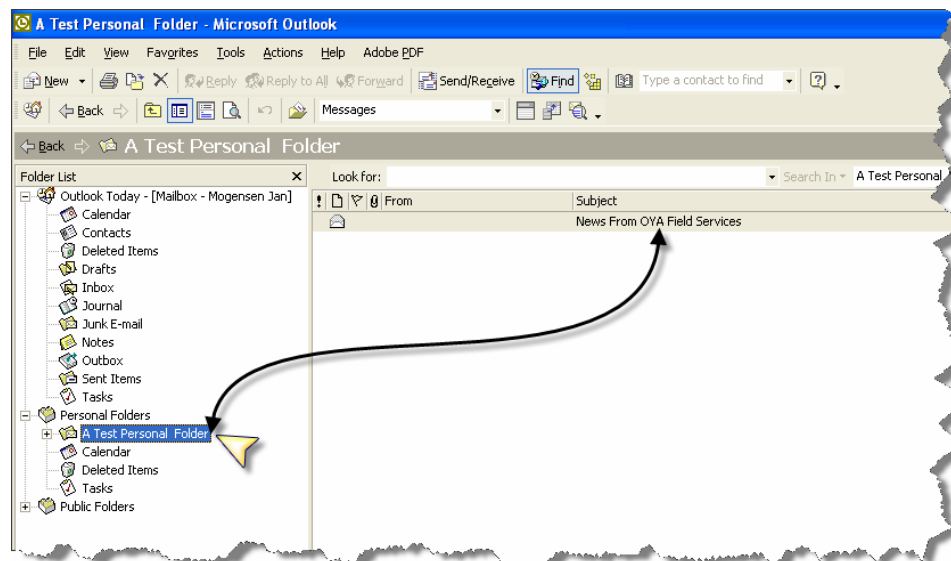 A Test Personal  Folder - Microsoft Outlook
File Edit View Favorites Tools Actions Help Adobe PDF
New Reply Reply to All Forward Send/Receive Find Type a contact to find
Back Messages
Back A Test Personal  Folder
Folder List Look for: Search In A Test Personal
Outlook Today - [Mailbox - Mogensen Jan] ! From Subject
Calendar News From OYA Field Services
Contacts
Deleted Items
Drafts
Inbox
Journal
Junk E-mail
Notes
Outbox
Sent Items
Tasks
Personal Folders
A Test Personal  Folder
Calendar
Deleted Items
Tasks
Public Folders